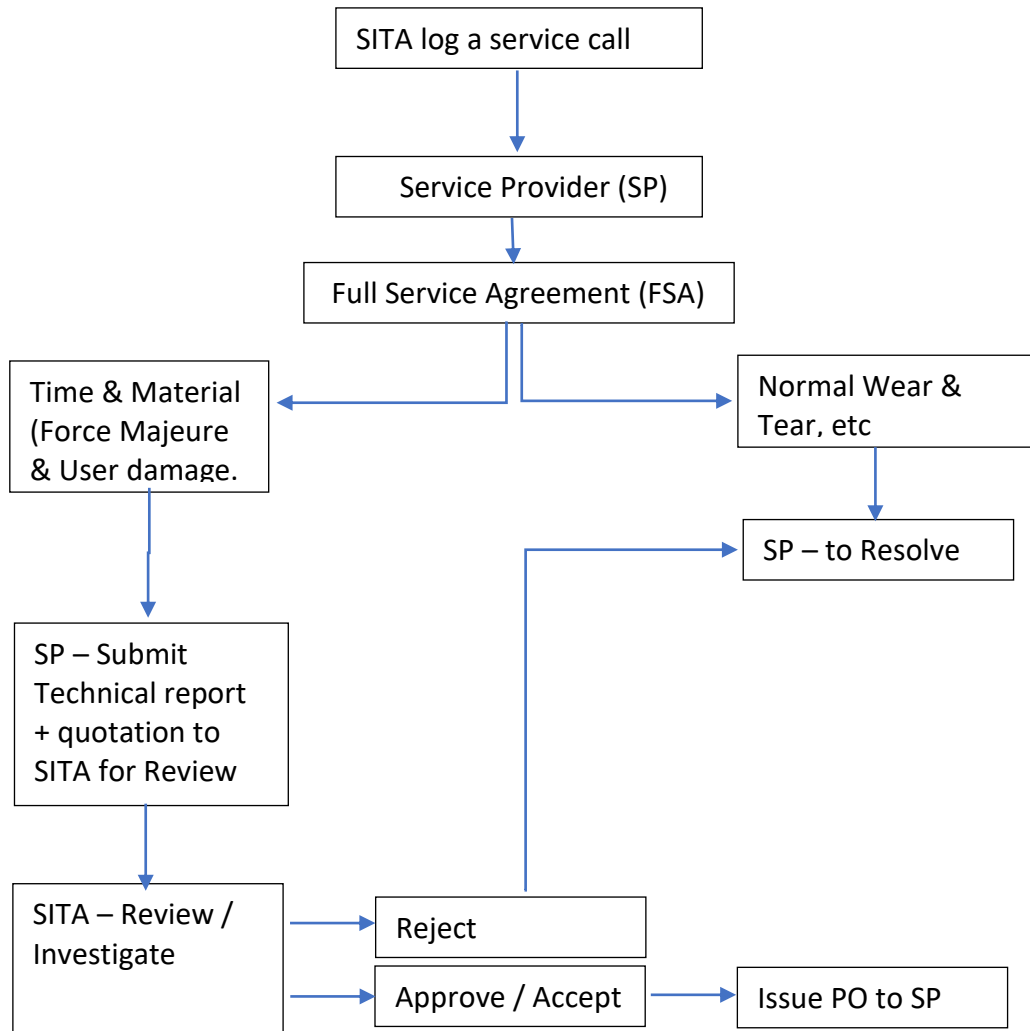 SITA log a service call
Service Provider (SP)
Full Service Agreement (FSA)
Time & Material
(Force Majeure
& User damage.
Normal Wear &
Tear, etc
SP – to Resolve
SP – Submit
Technical report
+ quotation to
SITA for Review
SITA – Review /
Investigate
Reject
Approve / Accept
Issue PO to SP